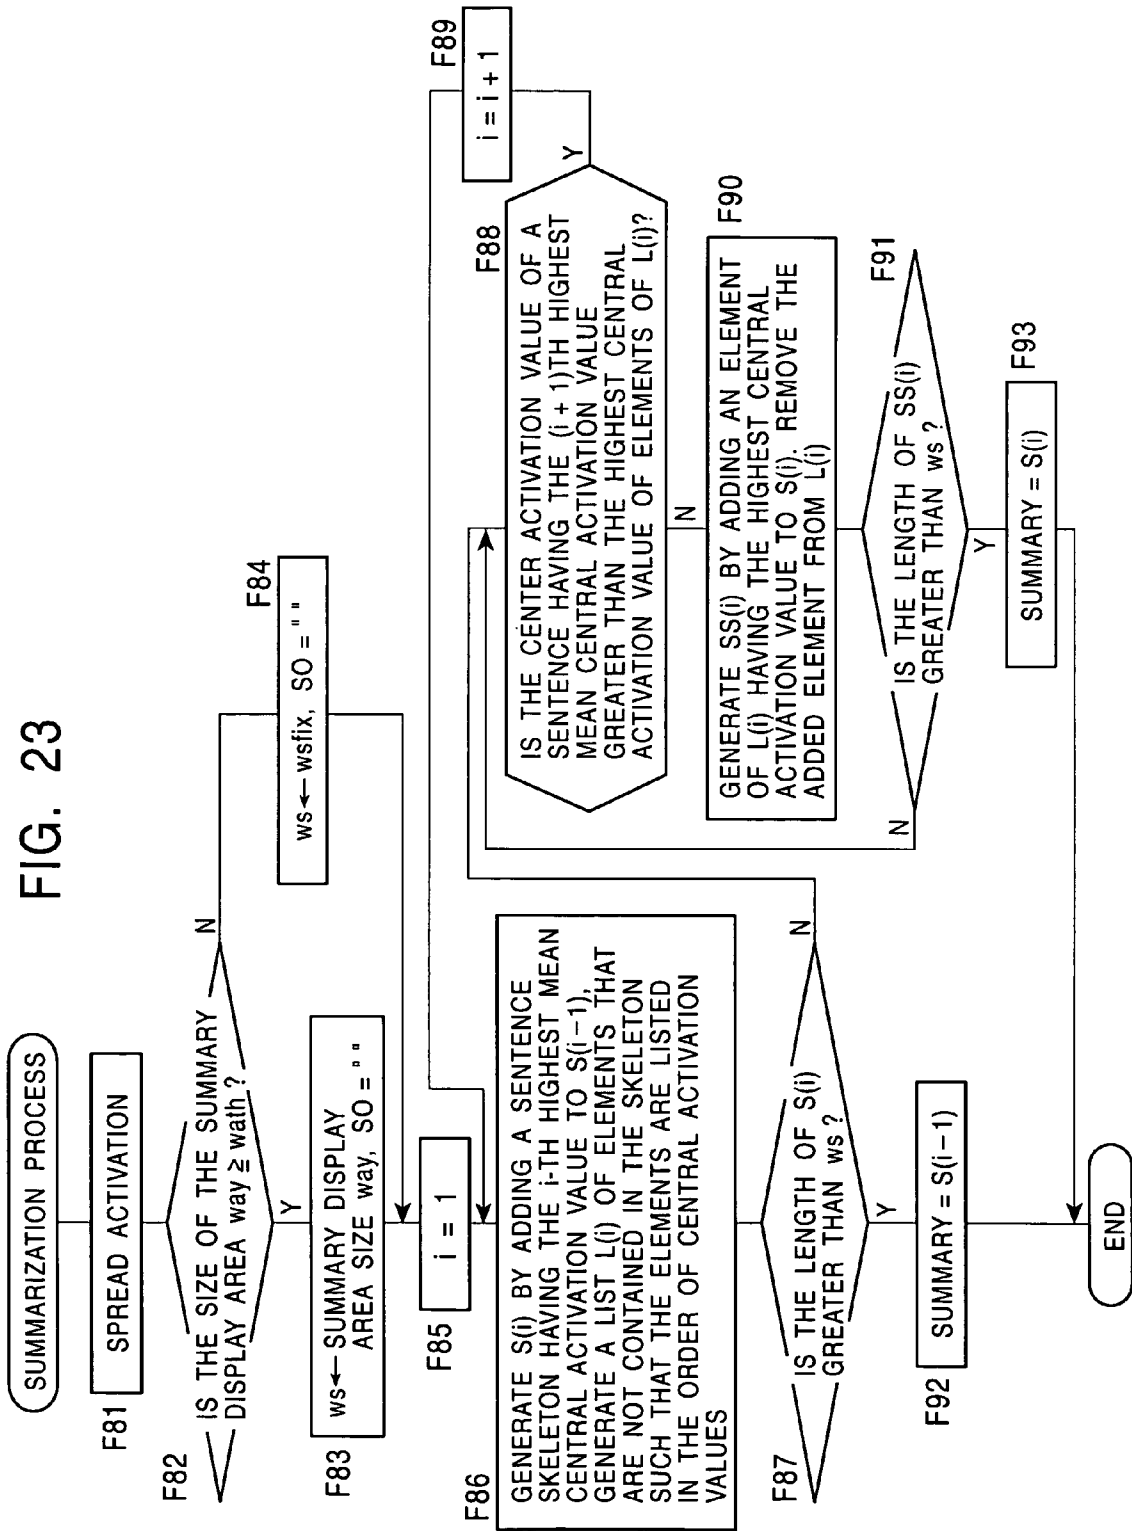 FIG. 23
SUMMARIZATION PROCESS
F81
SPREAD ACTIVATION
F82
IS THE SIZE OF THE SUMMARY
DISPLAY AREA way ≧ wath ?
N
Y
F83
ws←SUMMARY DISPLAY
AREA SIZE way, SO = " "
F84
ws←wsfix, SO = " "
F85
i = 1
F86
GENERATE S(i) BY ADDING A SENTENCE
SKELETON HAVING THE i-TH HIGHEST MEAN
CENTRAL ACTIVATION VALUE TO S(i−1),
GENERATE A LIST L(i) OF ELEMENTS THAT
ARE NOT CONTAINED IN THE SKELETON
SUCH THAT THE ELEMENTS ARE LISTED
IN THE ORDER OF CENTRAL ACTIVATION
VALUES
F87
IS THE LENGTH OF S(i)
GREATER THAN ws ?
N
Y
F92
SUMMARY = S(i−1)
END
F89
i = i + 1
F88
IS THE CENTER ACTIVATION VALUE OF A
SENTENCE HAVING THE (i + 1)TH HIGHEST
MEAN CENTRAL ACTIVATION VALUE
GREATER THAN THE HIGHEST CENTRAL
ACTIVATION VALUE OF ELEMENTS OF L(i)?
Y
N
F90
GENERATE SS(i) BY ADDING AN ELEMENT
OF L(i) HAVING THE HIGHEST CENTRAL
ACTIVATION VALUE TO S(i). REMOVE THE
ADDED ELEMENT FROM L(i)
F91
IS THE LENGTH OF SS(i)
GREATER THAN ws ?
N
Y
F93
SUMMARY = S(i)